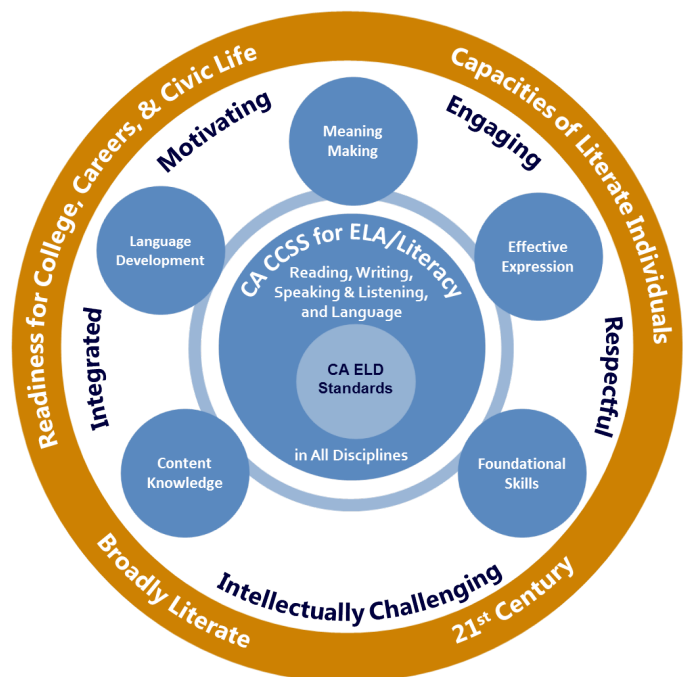 Readiness for College, Careers, & Civic Life
Capacities of Literate Individuals
Motivating
Engaging
Meaning
Making
Language
Development
Effective
Expression
CA CCSS for ELA/Literacy
Reading, Writing,
Speaking & Listening,
and Language
CA ELD
Standards
in All Disciplines
Integrated
Respectful
Content
Knowledge
Foundational
Skills
Intellectually Challenging
Broadly Literate
21st Century